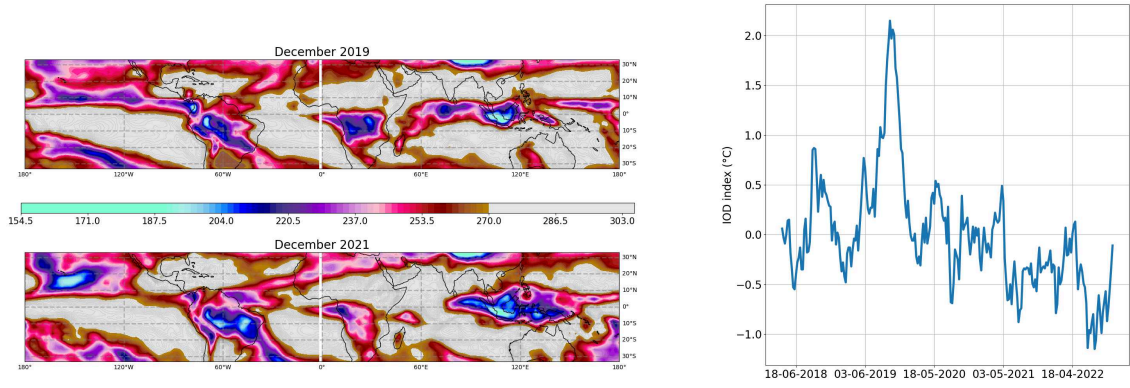 December 2019
30°N
20°N
10°N
0°
10°S
20°S
30°S
180° 120°W 60°W 0° 60°E 120°E 180°
154.5 171.0 187.5 204.0 220.5 237.0 253.5 270.0 286.5 303.0
December 2021
30°N
20°N
10°N
0°
10°S
20°S
30°S
180° 120°W 60°W 0° 60°E 120°E 180°
IOD index (°C)
2.0
1.5
1.0
0.5
0.0
−0.5
−1.0
18-06-2018 03-06-2019 18-05-2020 03-05-2021 18-04-2022